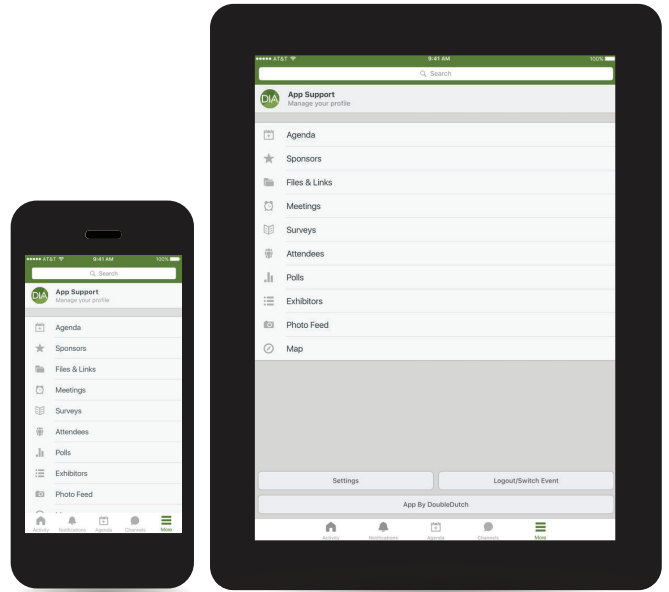 ●●●●● AT&T 9:41 AM 100%
Search
DIA
App Support
Manage your profile
Agenda
Sponsors
Files & Links
Meetings
Surveys
Attendees
Polls
Exhibitors
Photo Feed
Activity Notifications Agenda Channels More
●●●●● AT&T 9:41 AM 100%
Search
DIA
App Support
Manage your profile
Agenda
Sponsors
Files & Links
Meetings
Surveys
Attendees
Polls
Exhibitors
Photo Feed
Map
Settings Logout/Switch Event
App By DoubleDutch
Activity Notifications Agenda Channels More